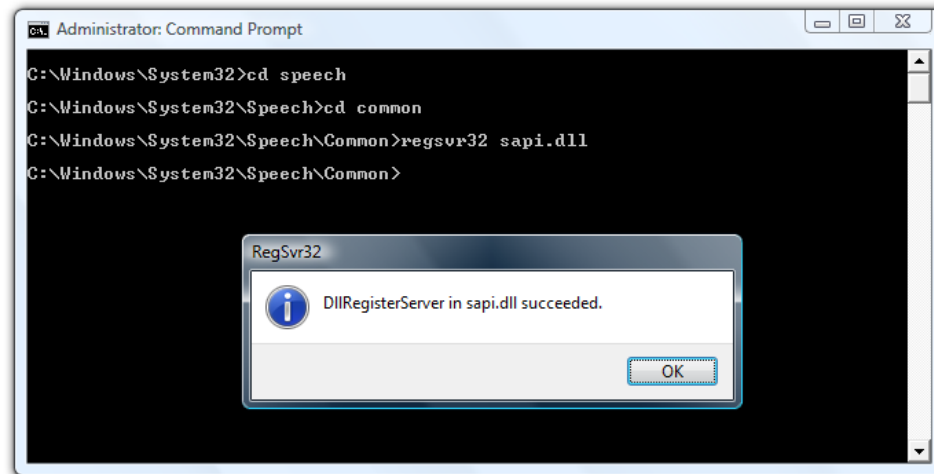 C:\. Administrator: Command Prompt
C:\Windows\System32>cd speech
C:\Windows\System32\Speech>cd common
C:\Windows\System32\Speech\Common>regsvr32 sapi.dll
C:\Windows\System32\Speech\Common>
RegSvr32
DllRegisterServer in sapi.dll succeeded.
OK